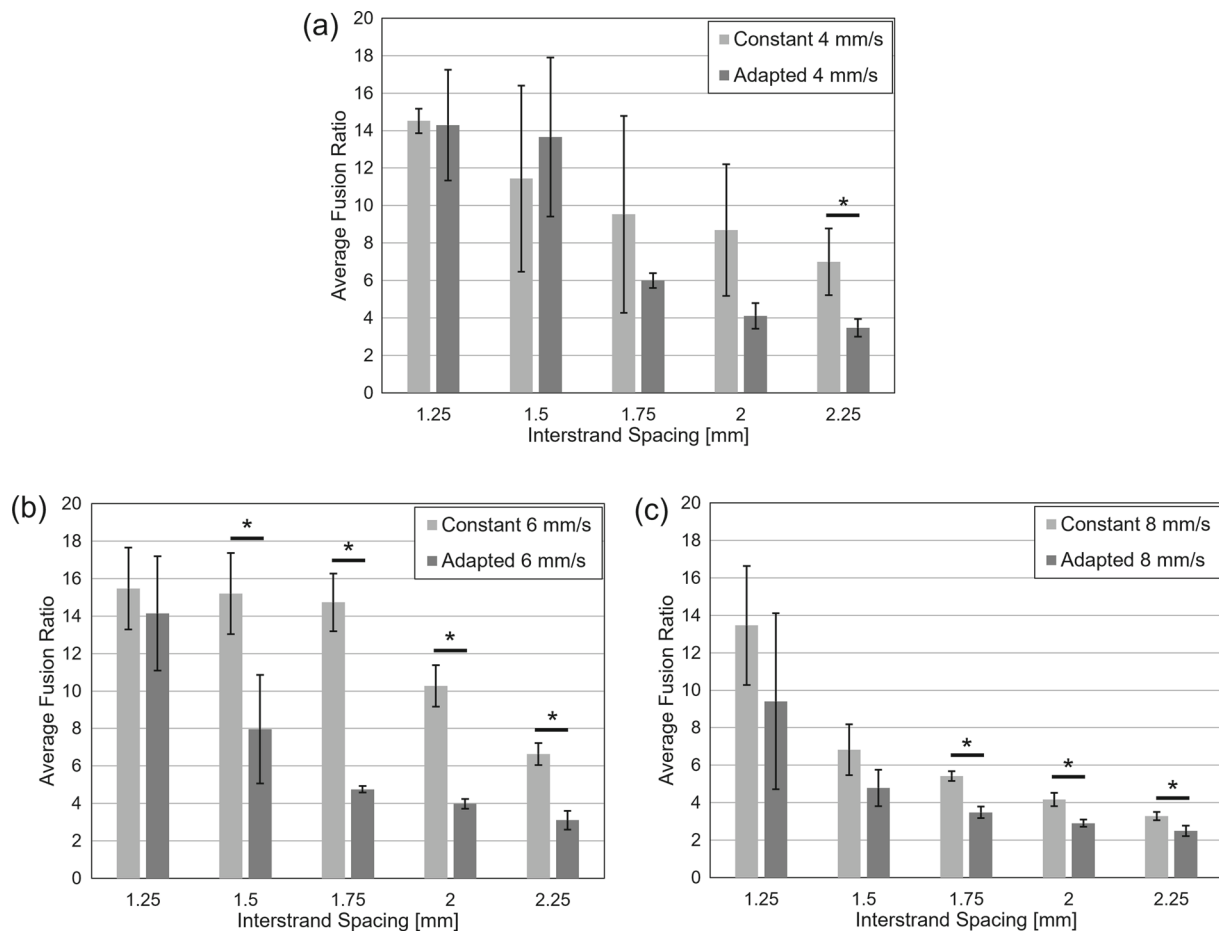 (a)
20
18
16
14
12
10
8
6
4
2
0
Average Fusion Ratio
Constant 4 mm/s
Adapted 4 mm/s
*
1.25 1.5 1.75 2 2.25
Interstrand Spacing [mm]
(b)
20
18
16
14
12
10
8
6
4
2
0
Average Fusion Ratio
Constant 6 mm/s
Adapted 6 mm/s
*
*
*
*
1.25 1.5 1.75 2 2.25
Interstrand Spacing [mm]
(c)
20
18
16
14
12
10
8
6
4
2
0
Average Fusion Ratio
Constant 8 mm/s
Adapted 8 mm/s
*
*
*
1.25 1.5 1.75 2 2.25
Interstrand Spacing [mm]